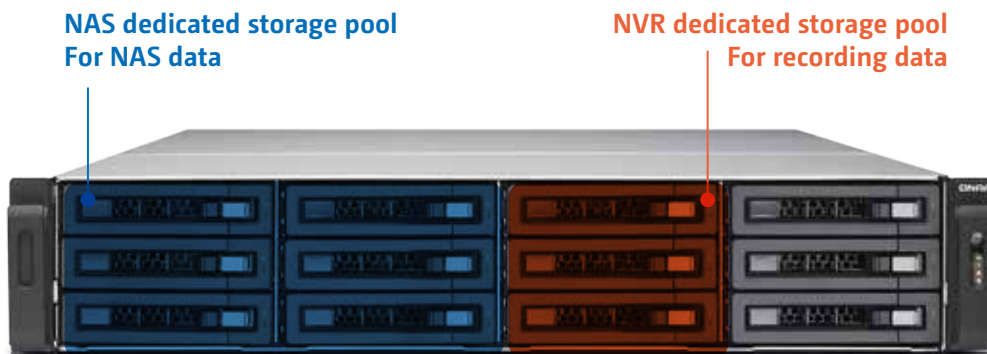 NAS dedicated storage pool
For NAS data
NVR dedicated storage pool
For recording data